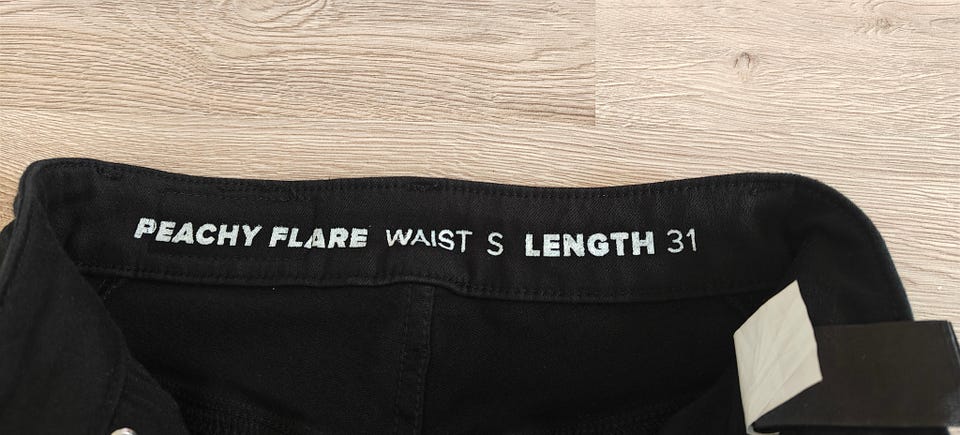 PEACHY FLARE WAIST S LENGTH 31